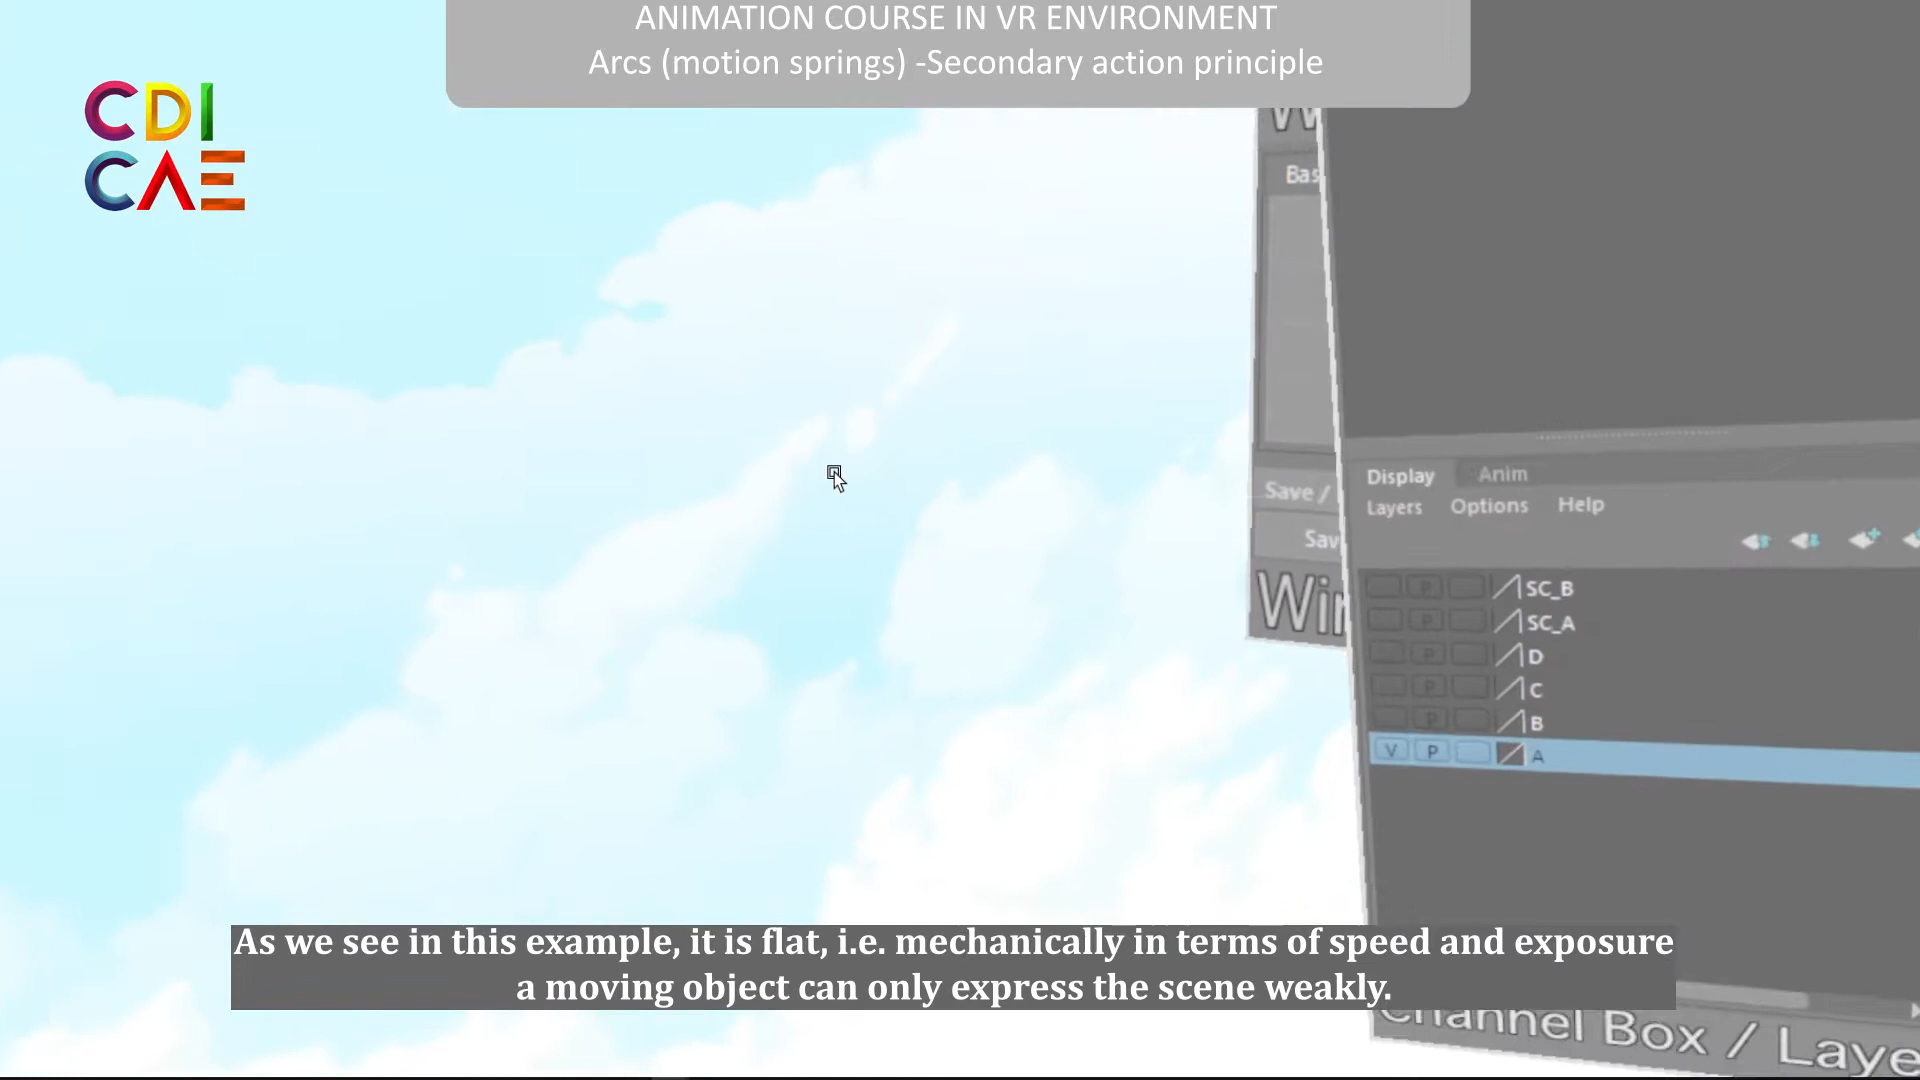 ANIMATION COURSE IN VR ENVIRONMENT
Arcs (motion springs) -Secondary action principle
CDI
CAE
Bas
Save /
Sav
Win
Display Anim
Layers Options Help
P SC_B
P SC_A
P D
P C
P B
V P A
As we see in this example, it is flat, i.e. mechanically in terms of speed and exposure
a moving object can only express the scene weakly.
Channel Box / Laye